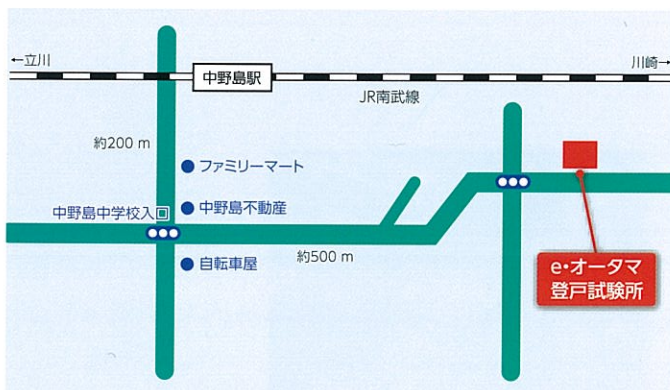 ←立川
川崎→
中野島駅
JR南武線
約200 m
ファミリーマート
中野島中学校入口
中野島不動産
約500 m
自転車屋
e・オータマ
登戸試験所